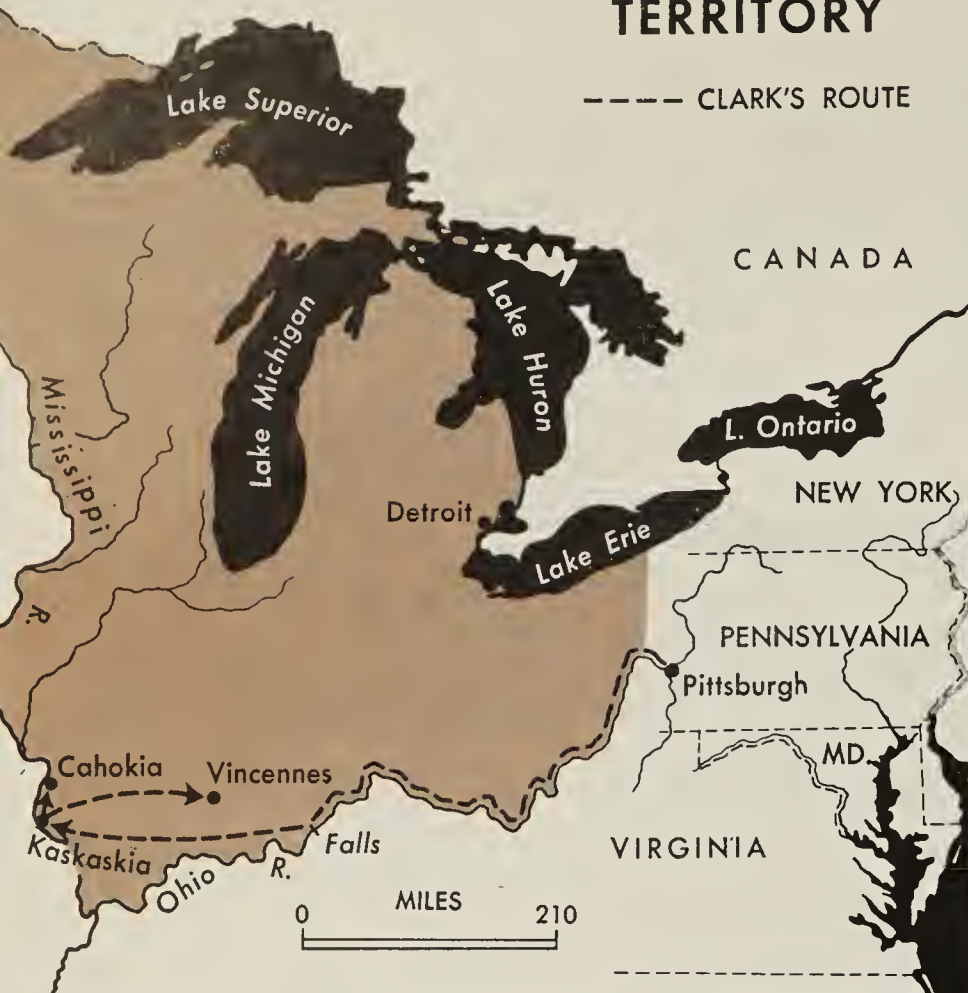 TERRITORY
CLARK'S ROUTE
Lake Superior
CANADA
Lake Michigan
Lake Huron
Mississippi
R.
L. Ontario
NEW YORK
Detroit
Lake Erie
PENNSYLVANIA
Pittsburgh
Cahokia
Vincennes
MD.
Kaskaskia
Falls
VIRGINIA
Ohio
R.
MILES
0 210